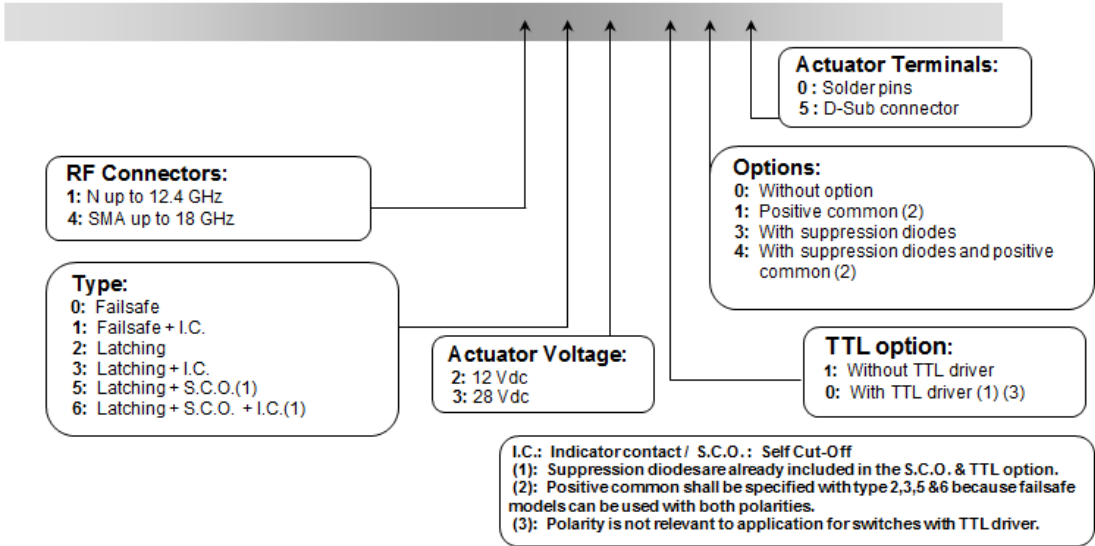 Actuator Terminals:
0 : Solder pins
5 : D-Sub connector
RF Connectors:
1: N up to 12.4 GHz
4: SMA up to 18 GHz
Options:
0: Without option
1: Positive common (2)
3: With suppression diodes
4: With suppression diodes and positive
common (2)
Type:
0: Failsafe
1: Failsafe + I.C.
2: Latching
3: Latching + I.C.
5: Latching + S.C.O.(1)
6: Latching + S.C.O. + I.C.(1)
Actuator Voltage:
2: 12 Vdc
3: 28 Vdc
TTL option:
1: Without TTL driver
0: With TTL driver (1) (3)
I.C.: Indicator contact / S.C.O. : Self Cut-Off
(1): Suppression diodes are already included in the S.C.O. & TTL option.
(2): Positive common shall be specified with type 2,3,5 &6 because failsafe
models can be used with both polarities.
(3): Polarity is not relevant to application for switches with TTL driver.